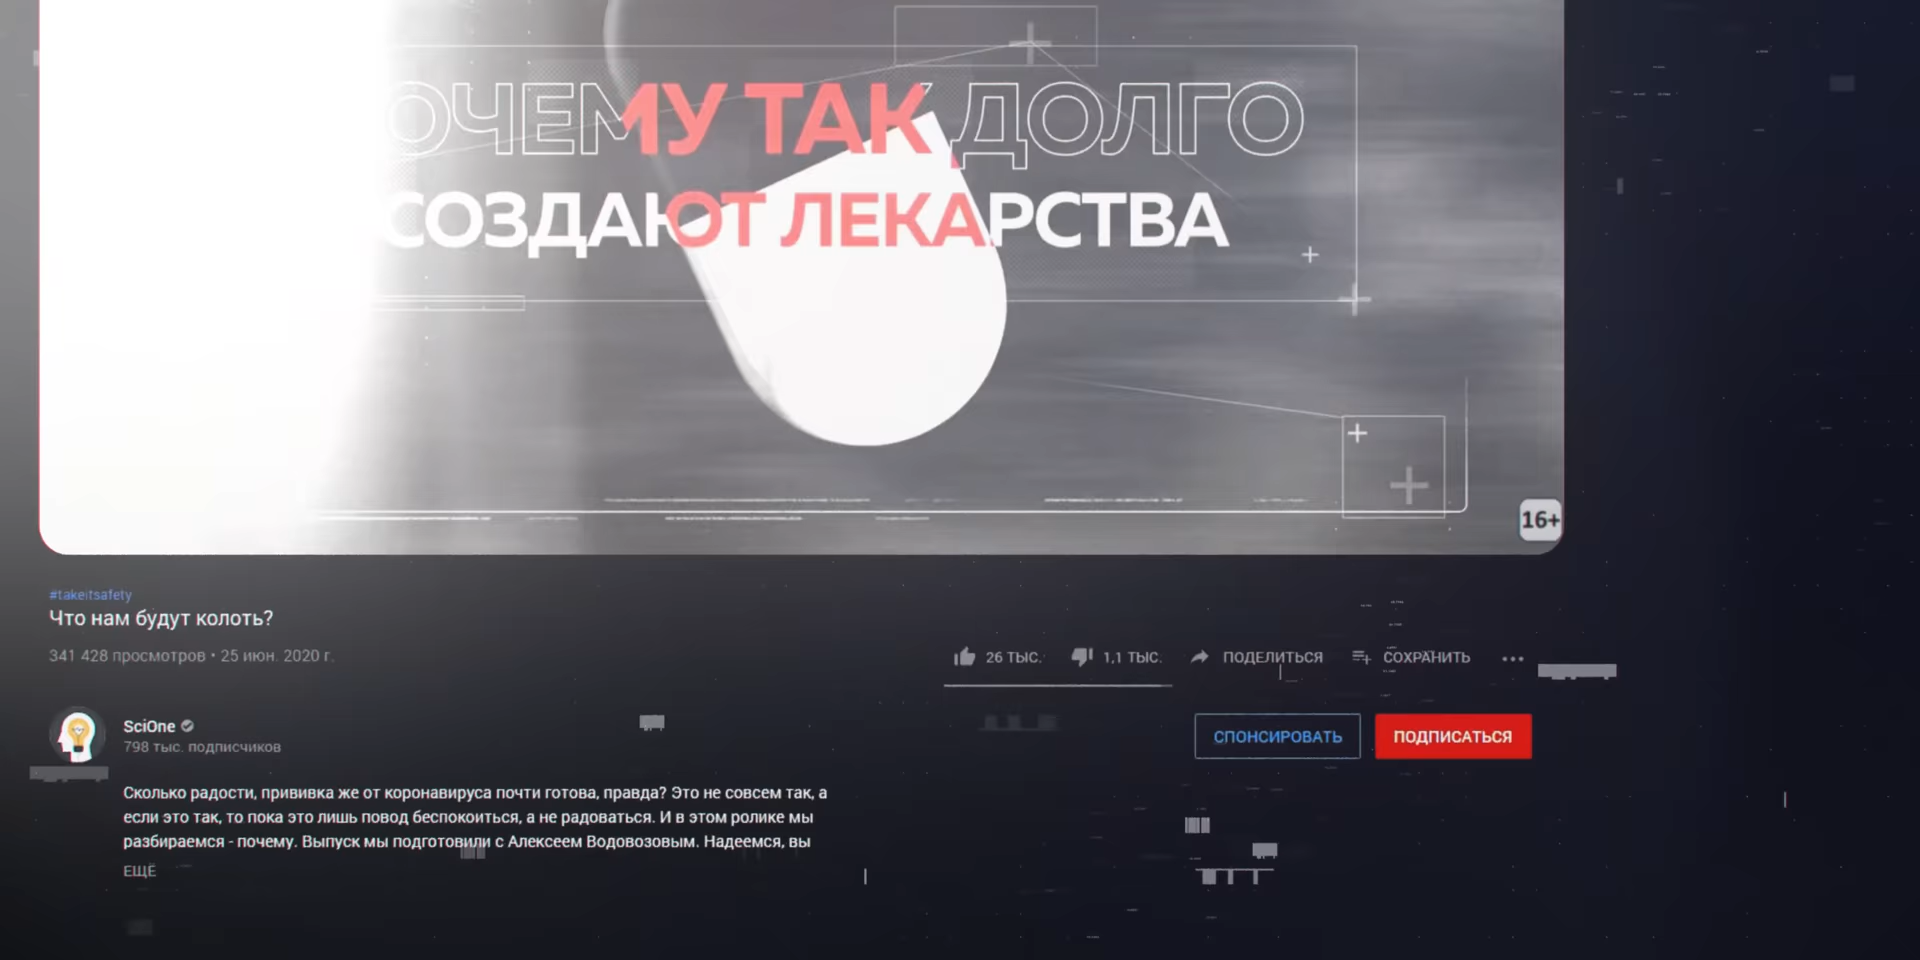 ОЧЕМУ ТАК ДОЛГО
СОЗДАЮТ ЛЕКАРСТВА
16+
#takeitsafety
Что нам будут колоть?
341 428 просмотров • 25 июн. 2020 г.
26 ТЫС.
1,1 ТЫС.
ПОДЕЛИТЬСЯ
СОХРАНИТЬ
SciOne
798 тыс. подписчиков
СПОНСИРОВАТЬ
ПОДПИСАТЬСЯ
Сколько радости, прививка же от коронавируса почти готова, правда? Это не совсем так, а
если это так, то пока это лишь повод беспокоиться, а не радоваться. И в этом ролике мы
разбираемся - почему. Выпуск мы подготовили с Алексеем Водовозовым. Надеемся, вы
ЕЩЁ